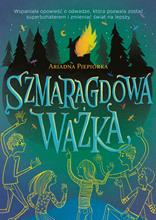 Wspaniała opowieść o odwadze, która pozwala zostać
superbohaterem i zmieniać świat na lepszy.
ARIADNA PIEPIÓRKA
SZMARAGDOWA
WAŻKA